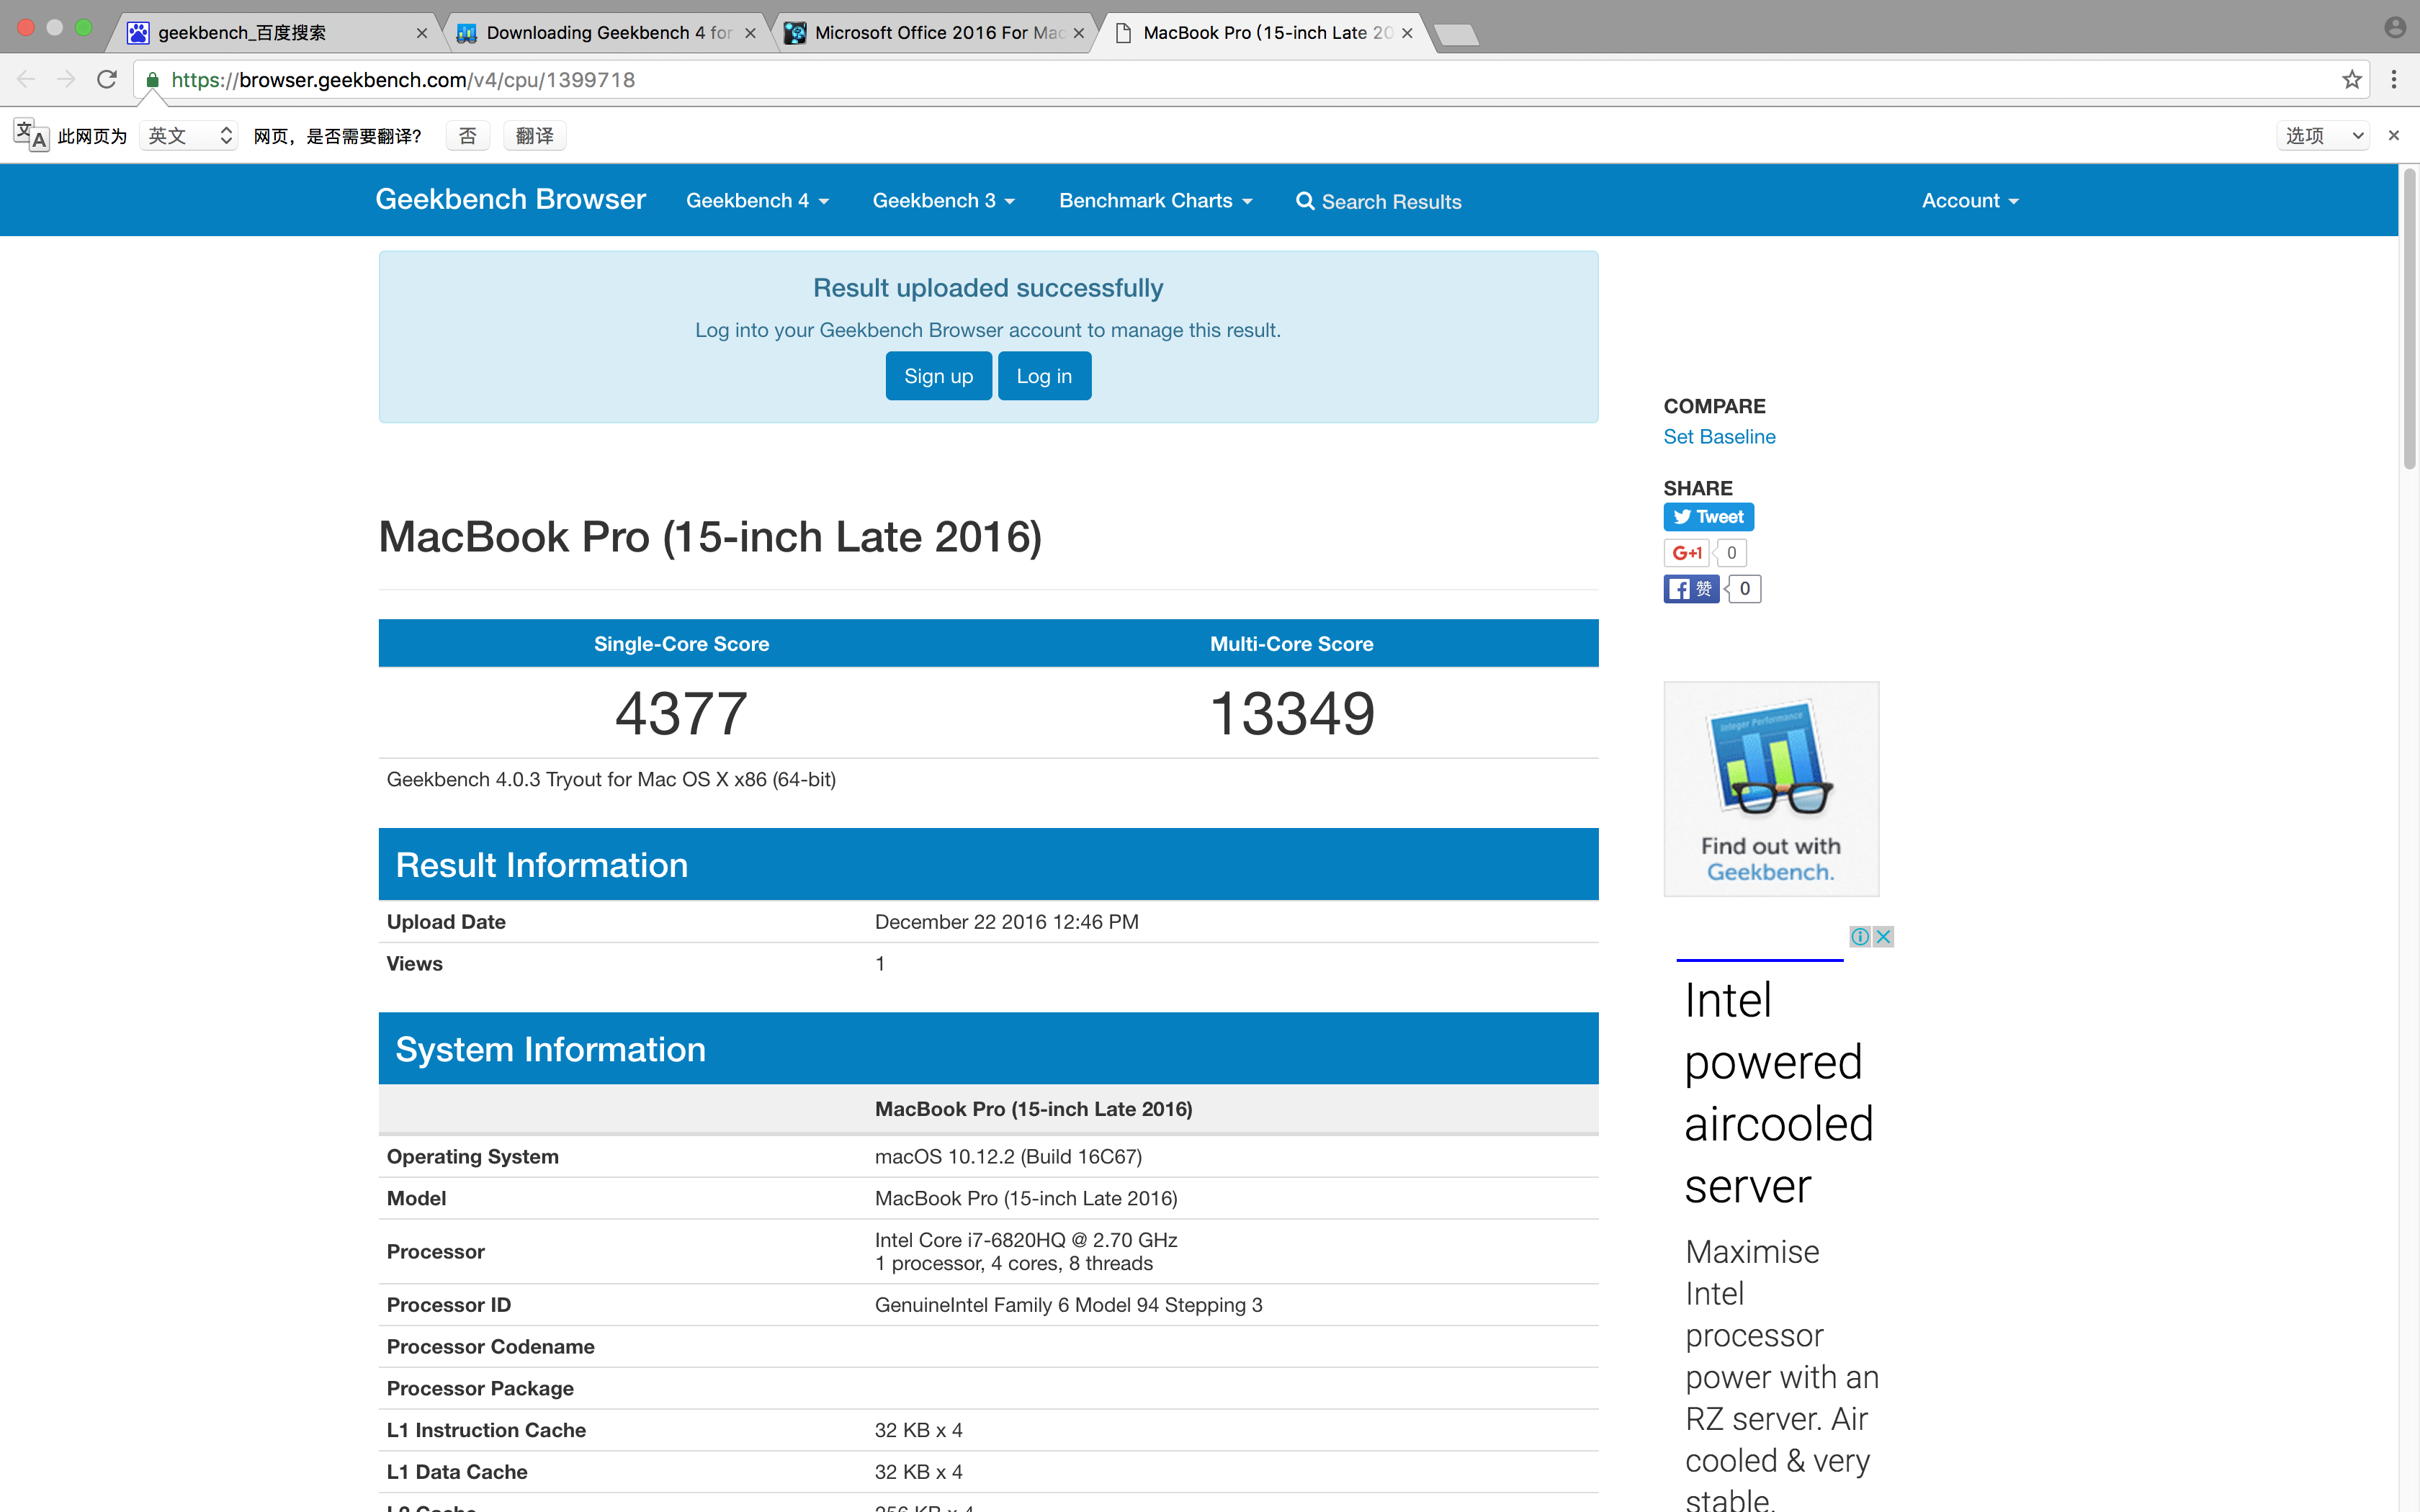 geekbench_百度搜索
Downloading Geekbench 4 for
Microsoft Office 2016 For Mac
MacBook Pro (15-inch Late 20
https://browser.geekbench.com/v4/cpu/1399718
此网页为 英文 网页，是否需要翻译? 否 翻译 选项
Geekbench Browser Geekbench 4 Geekbench 3 Benchmark Charts Search Results Account
Result uploaded successfully
Log into your Geekbench Browser account to manage this result.
Sign up Log in
COMPARE
Set Baseline
SHARE
Tweet
G+1 0
赞 0
MacBook Pro (15-inch Late 2016)
Single-Core Score Multi-Core Score
4377 13349
Geekbench 4.0.3 Tryout for Mac OS X x86 (64-bit)
Result Information
Upload Date December 22 2016 12:46 PM
Views 1
System Information
MacBook Pro (15-inch Late 2016)
Operating System macOS 10.12.2 (Build 16C67)
Model MacBook Pro (15-inch Late 2016)
Processor Intel Core i7-6820HQ @ 2.70 GHz
1 processor, 4 cores, 8 threads
Processor ID GenuineIntel Family 6 Model 94 Stepping 3
Processor Codename
Processor Package
L1 Instruction Cache 32 KB x 4
L1 Data Cache 32 KB x 4
L2 Cache 256 KB x 4
Integer Performance
Find out with
Geekbench.
Intel
powered
aircooled
server
Maximise
Intel
processor
power with an
RZ server. Air
cooled & very
stable.